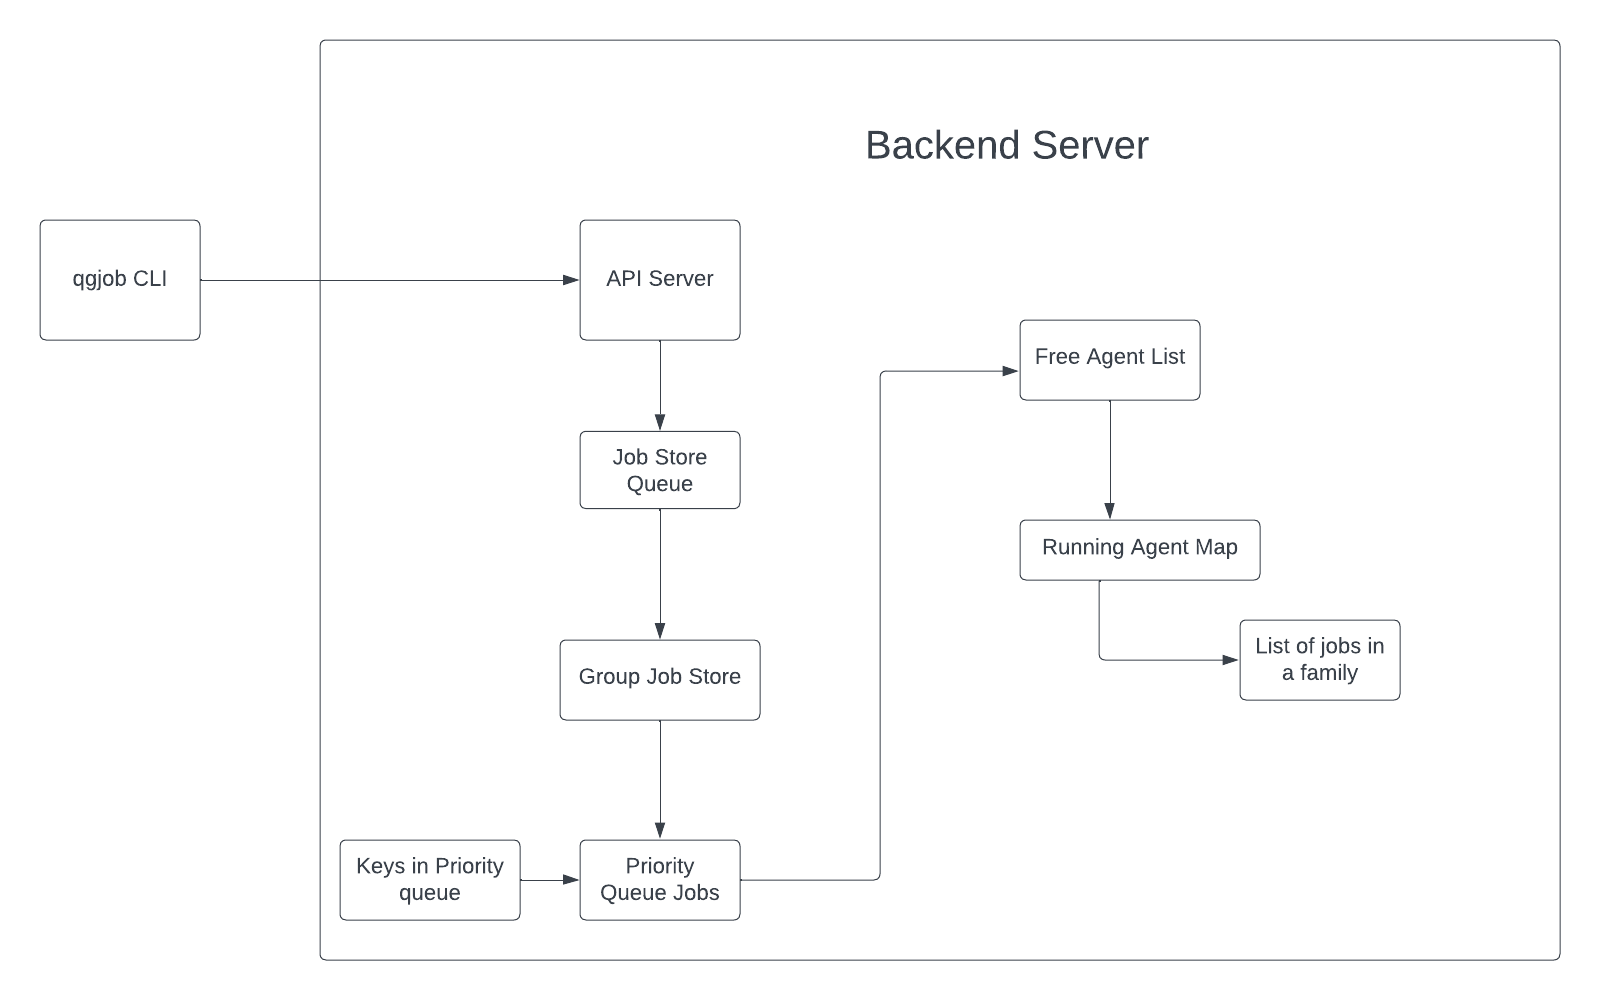 Backend Server
qgjob CLI
API Server
Free Agent List
Job Store
Queue
Running Agent Map
List of jobs in
a family
Group Job Store
Keys in Priority
queue
Priority
Queue Jobs